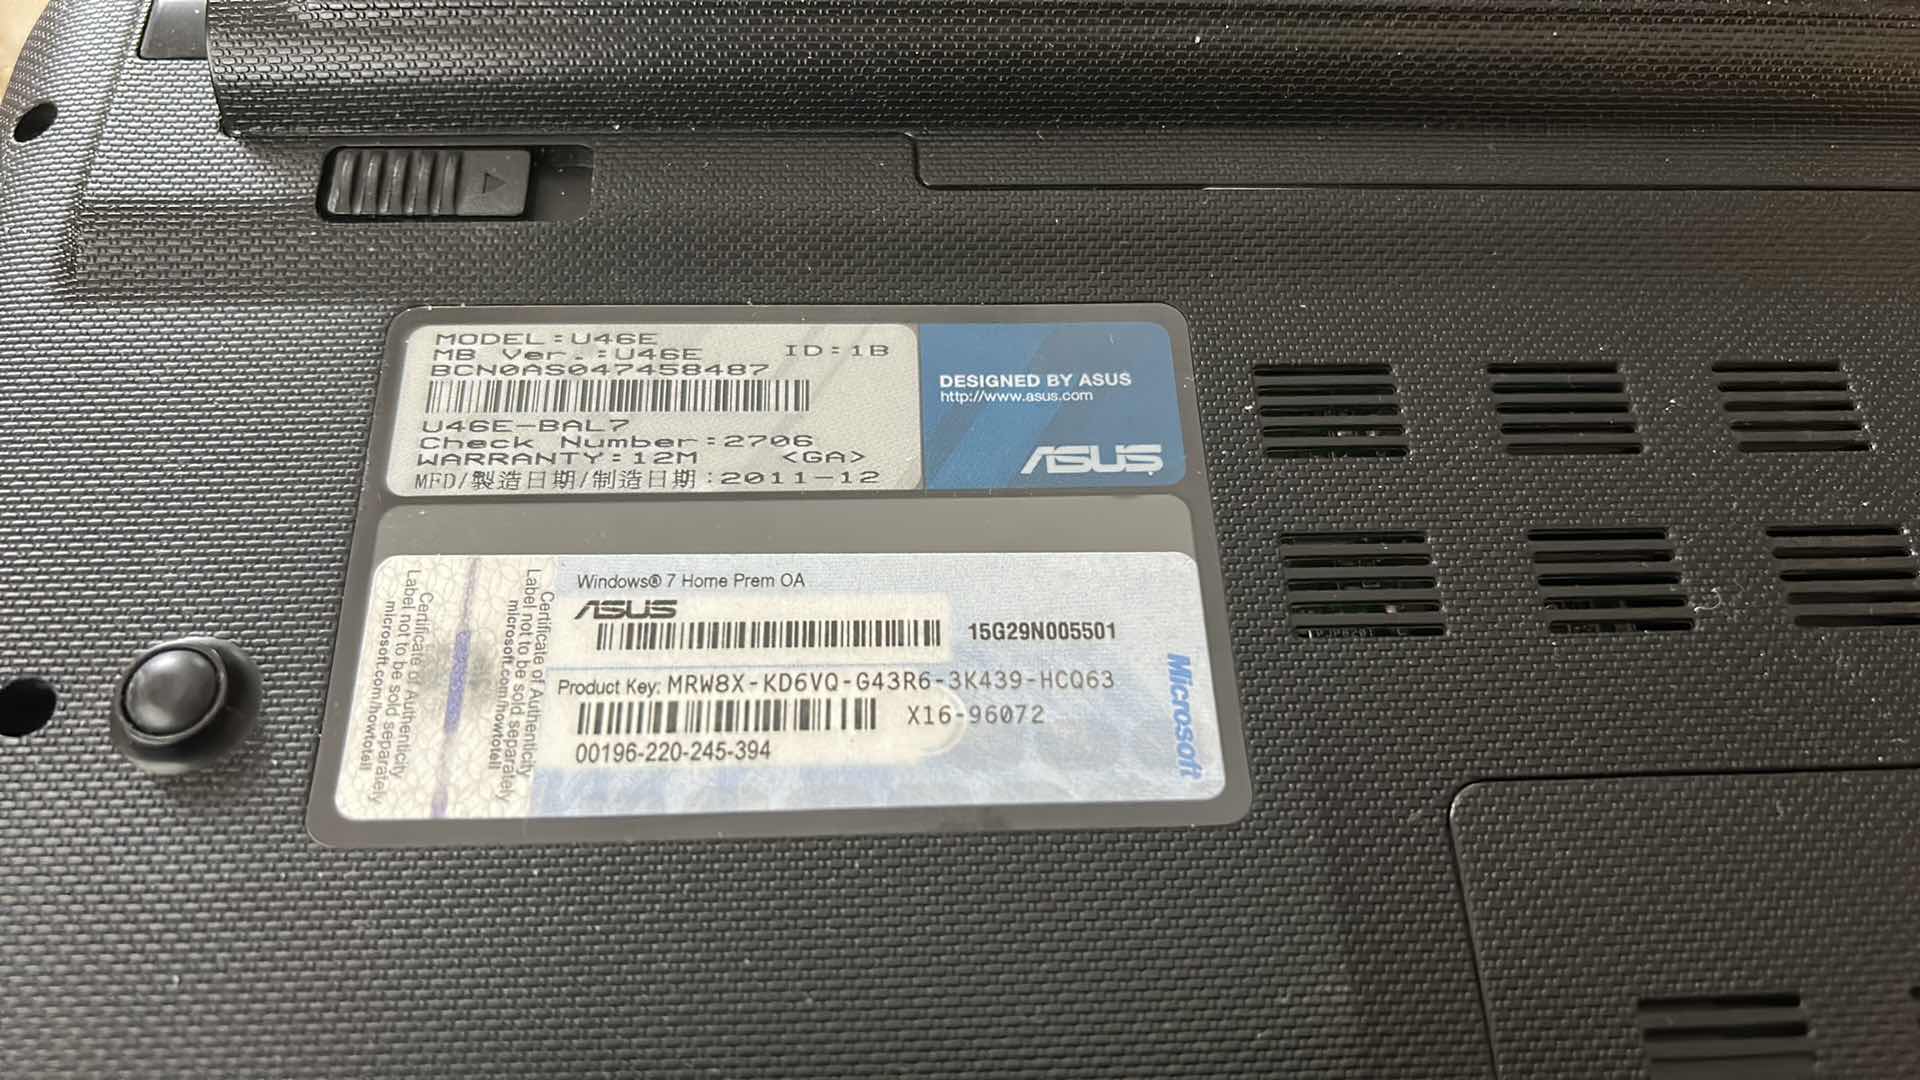 MODEL:U46E
MB Ver.:U46E ID:1B
BCN0AS047458487
U46E-BAL7
Check Number:2706
WARRANTY:12M <GA>
MFD/製造日期/制造日期:2011-12
DESIGNED BY ASUS
http://www.asus.com
ASUS
Certificate of Authenticity
Label not to be sold separately
microsoft.com/howtotell
Certificate of Authenticity
Label not to be sold separately
microsoft.com/howtotell
Windows® 7 Home Prem OA
ASUS
15G29N005501
Product Key: MRW8X-KD6VQ-G43R6-3K439-HCQ63
X16-96072
00196-220-245-394
Microsoft